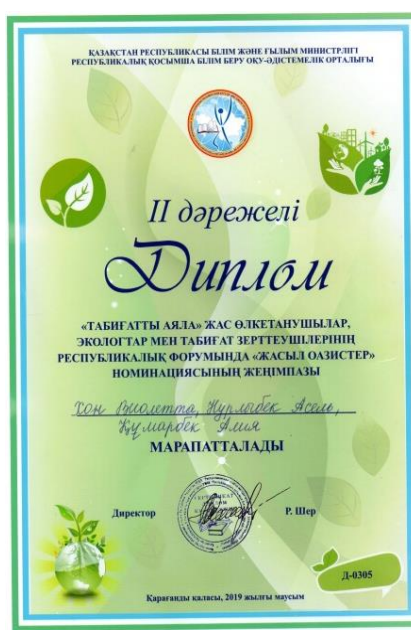 ҚАЗАҚСТАН РЕСПУБЛИКАСЫ БІЛІМ ЖӘНЕ ҒЫЛЫМ МИНИСТРЛІГІ
РЕСПУБЛИКАЛЫҚ ҚОСЫМША БІЛІМ БЕРУ ОҚУ-ӘДІСТЕМЕЛІК ОРТАЛЫҒЫ
II дәрежелі
Диплом
«ТАБИҒАТТЫ АЯЛА» ЖАС ӨЛКЕТАНУШЫЛАР,
ЭКОЛОГТАР МЕН ТАБИҒАТ ЗЕРТТЕУШІЛЕРІНІҢ
РЕСПУБЛИКАЛЫҚ ФОРУМЫНДА «ЖАСЫЛ ОАЗИСТЕР»
НОМИНАЦИЯСЫНЫҢ ЖЕҢІМПАЗЫ
Хон Виолетта, Нурлыбек Асель,
Құмарбек Алия
МАРАПАТТАЛАДЫ
Директор Р. Шер
Д-0305
Қарағанды қаласы, 2019 жылғы маусым